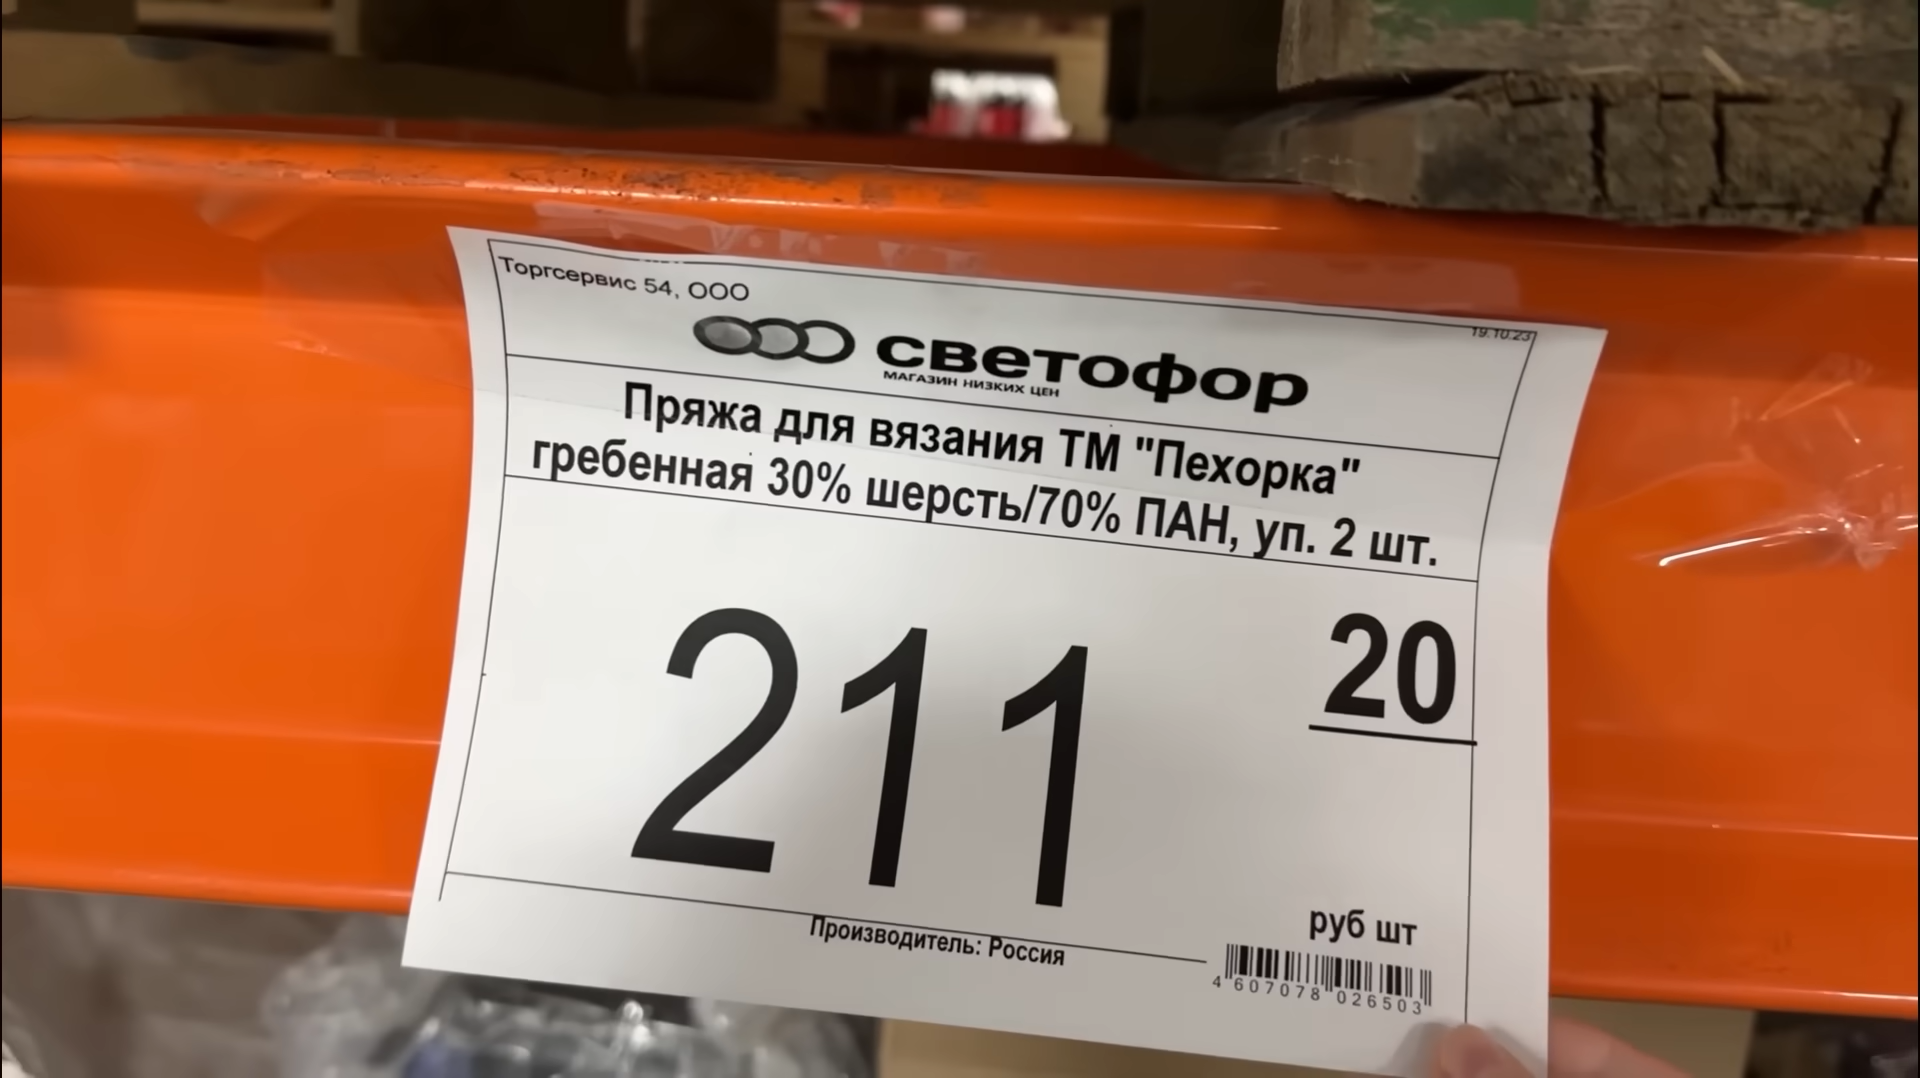 Торгсервис 54, ООО
19.10.23
светофор
МАГАЗИН НИЗКИХ ЦЕН
Пряжа для вязания ТМ "Пехорка"
гребенная 30% шерсть/70% ПАН, уп. 2 шт.
211 20
руб шт
Производитель: Россия
4 607078 026503